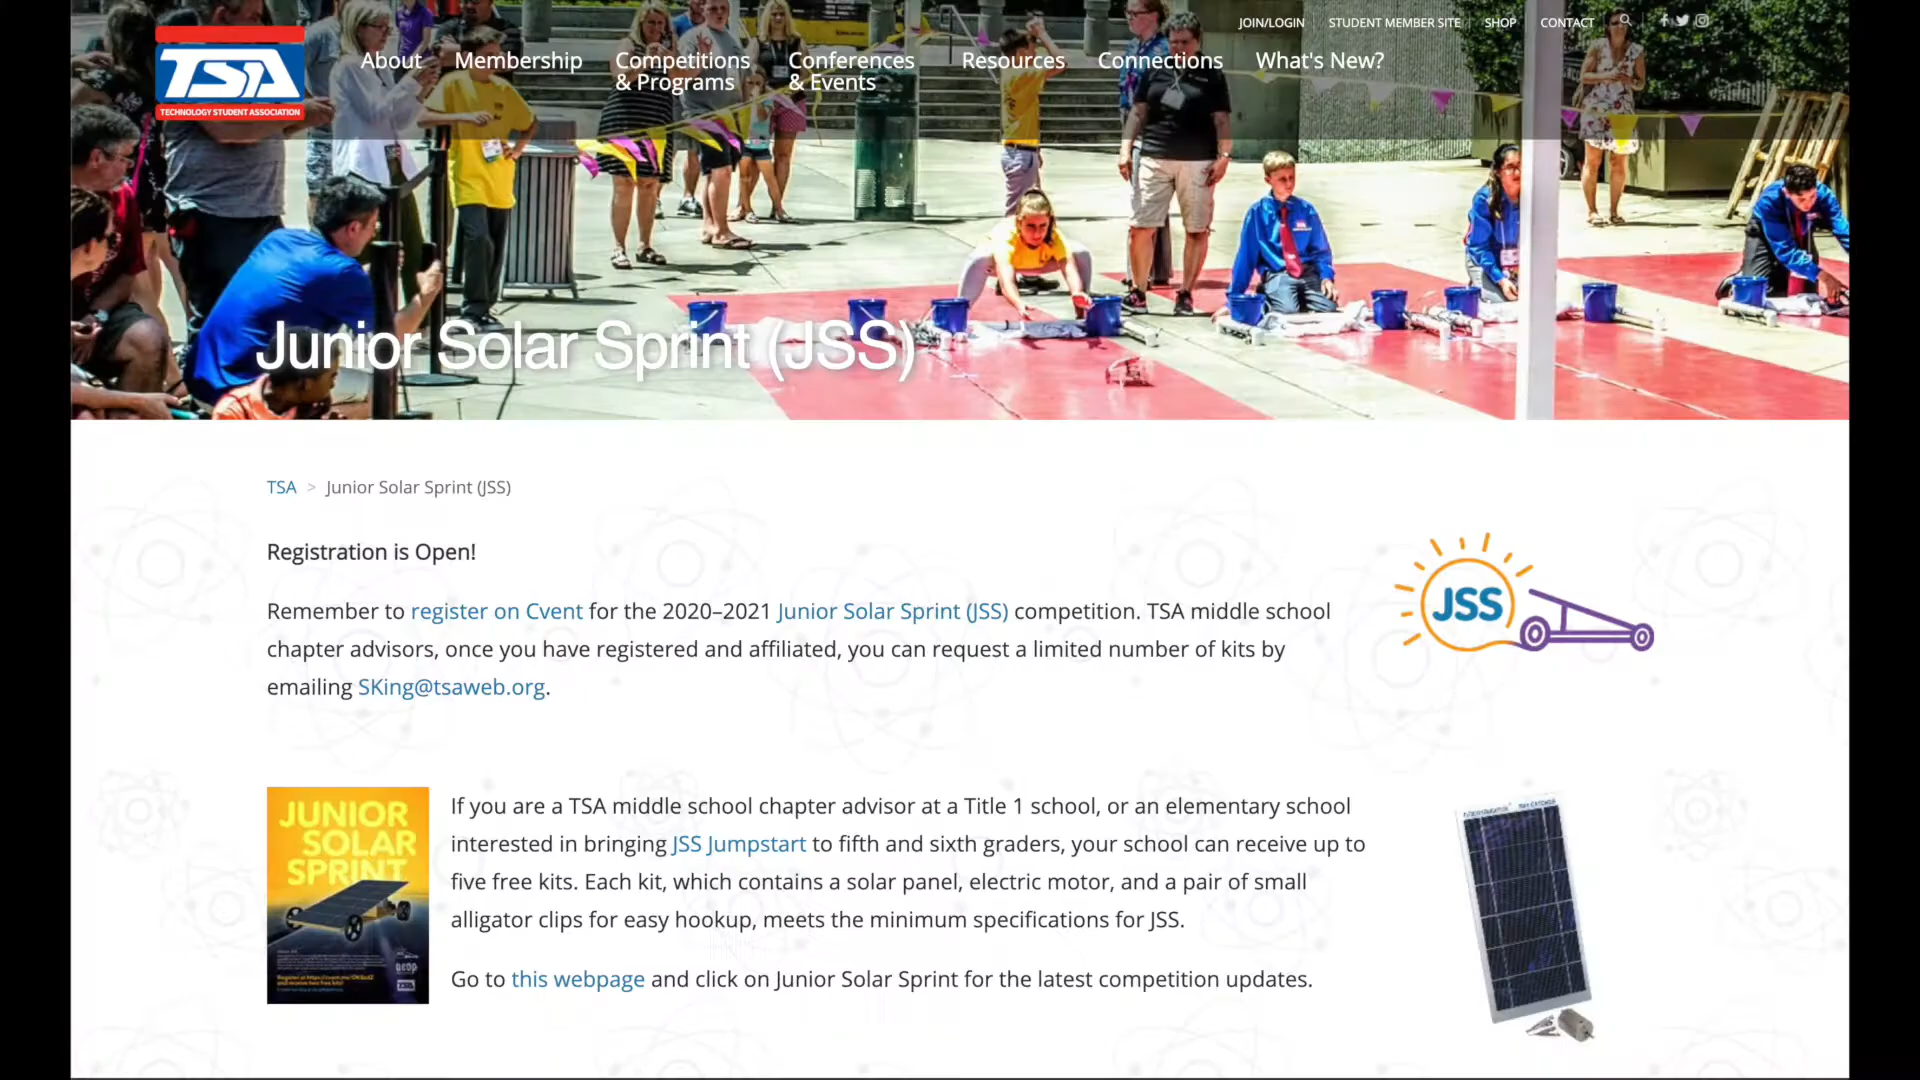 JOIN/LOGIN STUDENT MEMBER SITE SHOP CONTACT
TSA
TECHNOLOGY STUDENT ASSOCIATION
About Membership Competitions & Programs Conferences & Events Resources Connections What's New?
Junior Solar Sprint (JSS)
TSA > Junior Solar Sprint (JSS)
Registration is Open!
Remember to register on Cvent for the 2020–2021 Junior Solar Sprint (JSS) competition. TSA middle school
chapter advisors, once you have registered and affiliated, you can request a limited number of kits by
emailing SKing@tsaweb.org.
JSS
JUNIOR
SOLAR
SPRINT
If you are a TSA middle school chapter advisor at a Title 1 school, or an elementary school
interested in bringing JSS Jumpstart to fifth and sixth graders, your school can receive up to
five free kits. Each kit, which contains a solar panel, electric motor, and a pair of small
alligator clips for easy hookup, meets the minimum specifications for JSS.
Go to this webpage and click on Junior Solar Sprint for the latest competition updates.